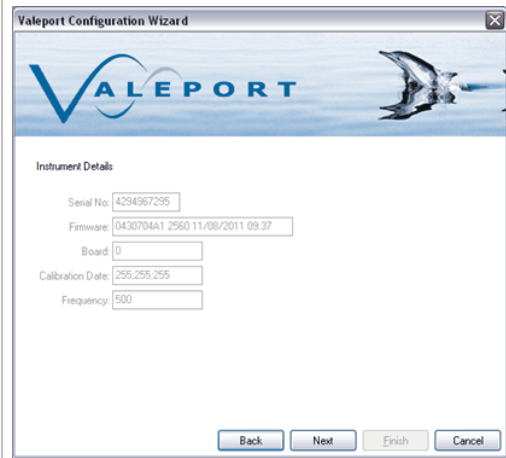 Valeport Configuration Wizard
VALEPORT
Instrument Details
Serial No: 4294967295
Firmware: 0430704A1 2560 11/08/2011 09:37
Board: 0
Calibration Date: 255;255;255
Frequency: 500
Back Next Finish Cancel